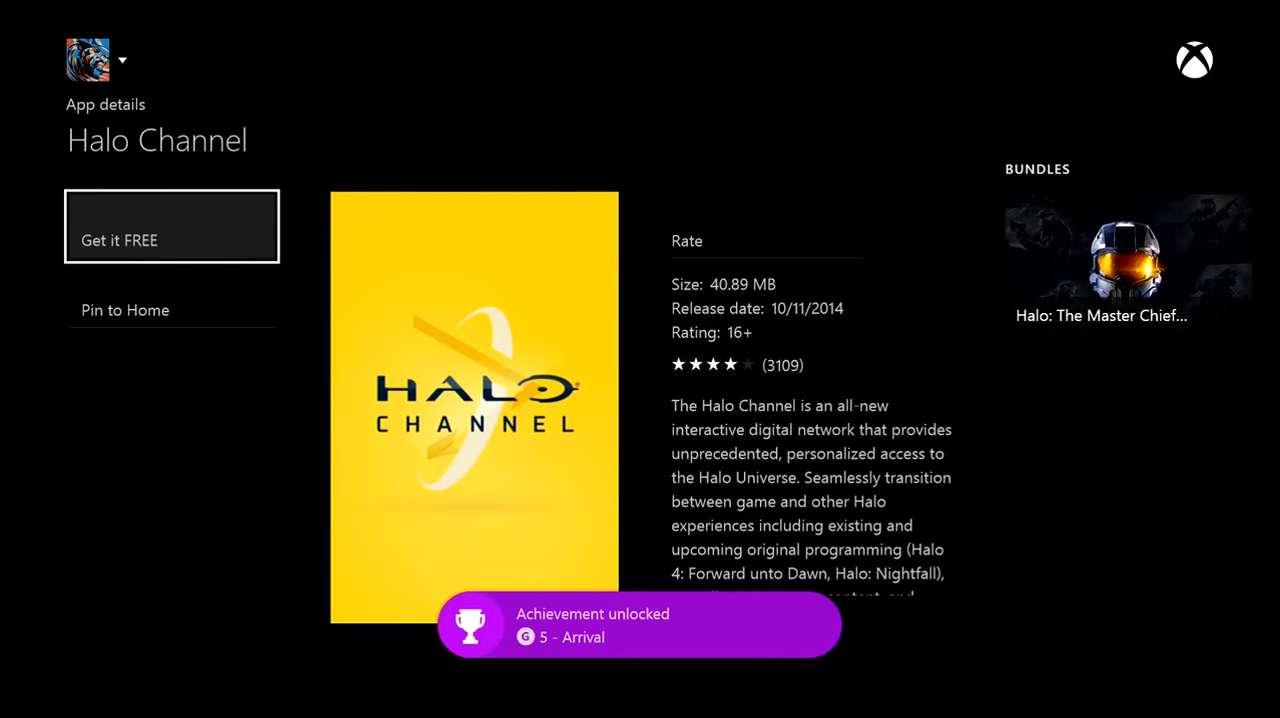 App details
Halo Channel
Get it FREE
Pin to Home
HALO
CHANNEL
Rate
Size: 40.89 MB
Release date: 10/11/2014
Rating: 16+
(3109)
The Halo Channel is an all-new
interactive digital network that provides
unprecedented, personalized access to
the Halo Universe. Seamlessly transition
between game and other Halo
experiences including existing and
upcoming original programming (Halo
4: Forward unto Dawn, Halo: Nightfall),
BUNDLES
Halo: The Master Chief...
Achievement unlocked
G 5 - Arrival